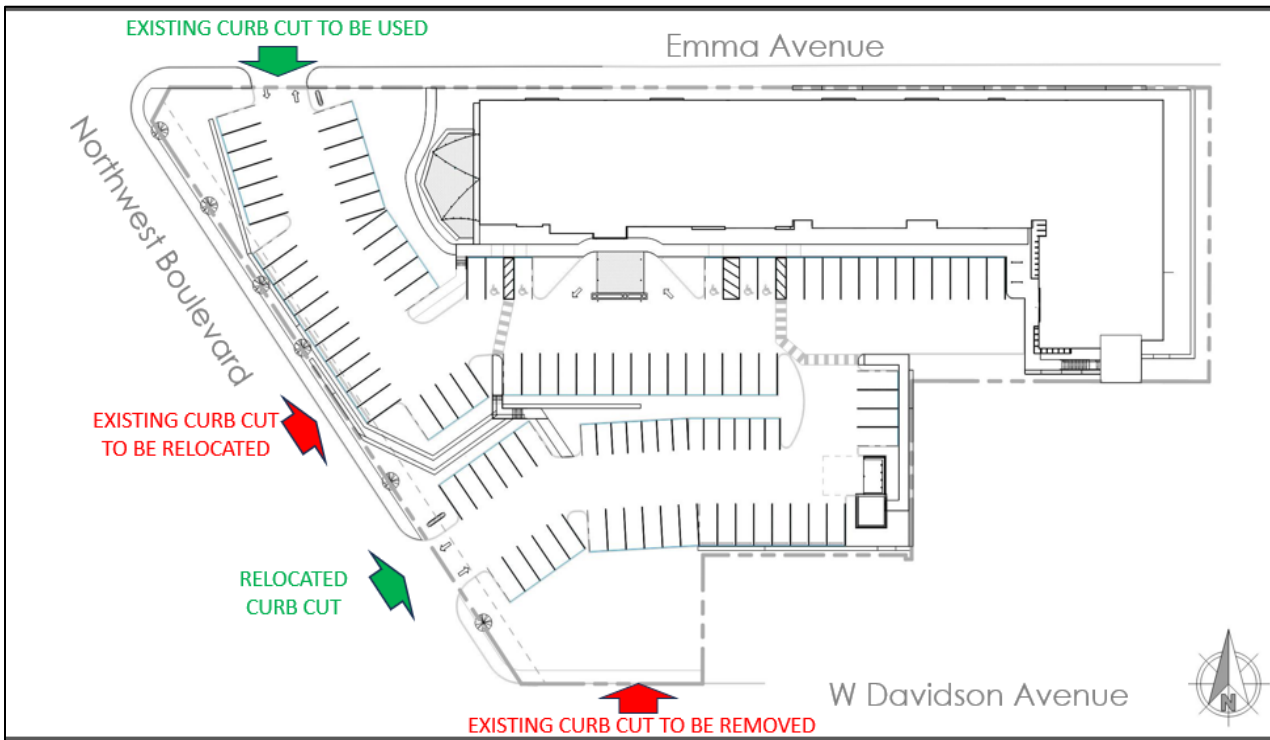 EXISTING CURB CUT TO BE USED
Emma Avenue
Northwest Boulevard
EXISTING CURB CUT
TO BE RELOCATED
RELOCATED
CURB CUT
W Davidson Avenue
N
EXISTING CURB CUT TO BE REMOVED